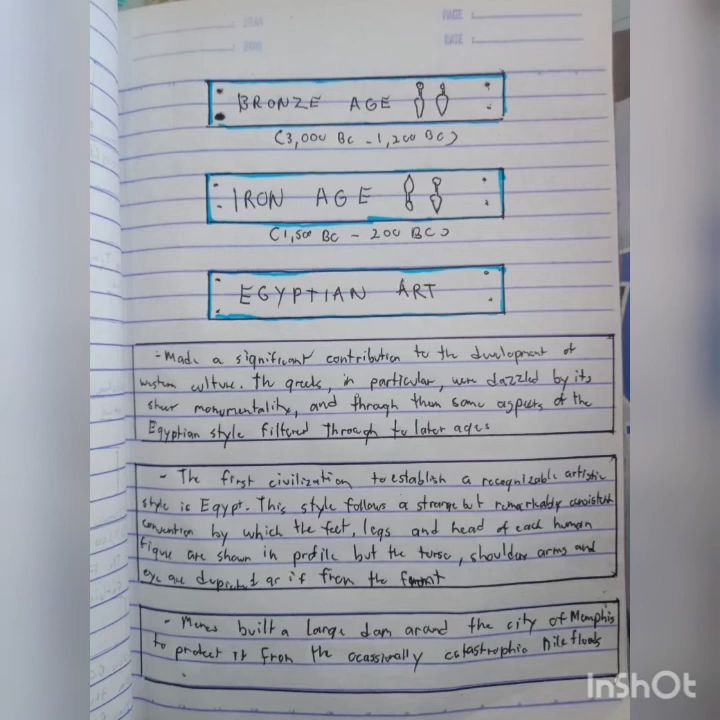 PAGE :
DATE :
BRONZE AGE
(3,000 BC - 1,200 BC)
IRON AGE
(1,500 BC - 200 BC)
EGYPTIAN ART
- Made a significant contribution to the development of
western culture. The greeks, in particular, were dazzled by its
sheer monumentality, and through them some aspects of the
Egyptian style filtered through to later ages
- The first civilization to establish a recognizable artistic
style is Egypt. This style follows a strange but remarkably consistent
convention by which the feet, legs and head of each human
figure are shown in profile but the torso, shoulder arms and
eye are depicted as if from the front
- Menes built a large dam around the city of Memphis
to protect it from the ocassionally catastrophic Nile floods
InShOt